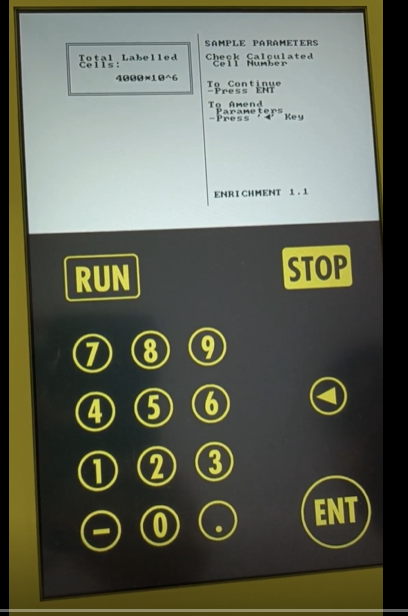 Total Labelled
Cells:
4000*10^6
SAMPLE PARAMETERS
Check Calculated
Cell Number
To Continue
-Press ENT
To Amend
Parameters
-Press '◄' Key
ENRICHMENT 1.1
RUN
STOP
7 8 9
4 5 6 ◄
1 2 3
- 0 .
ENT